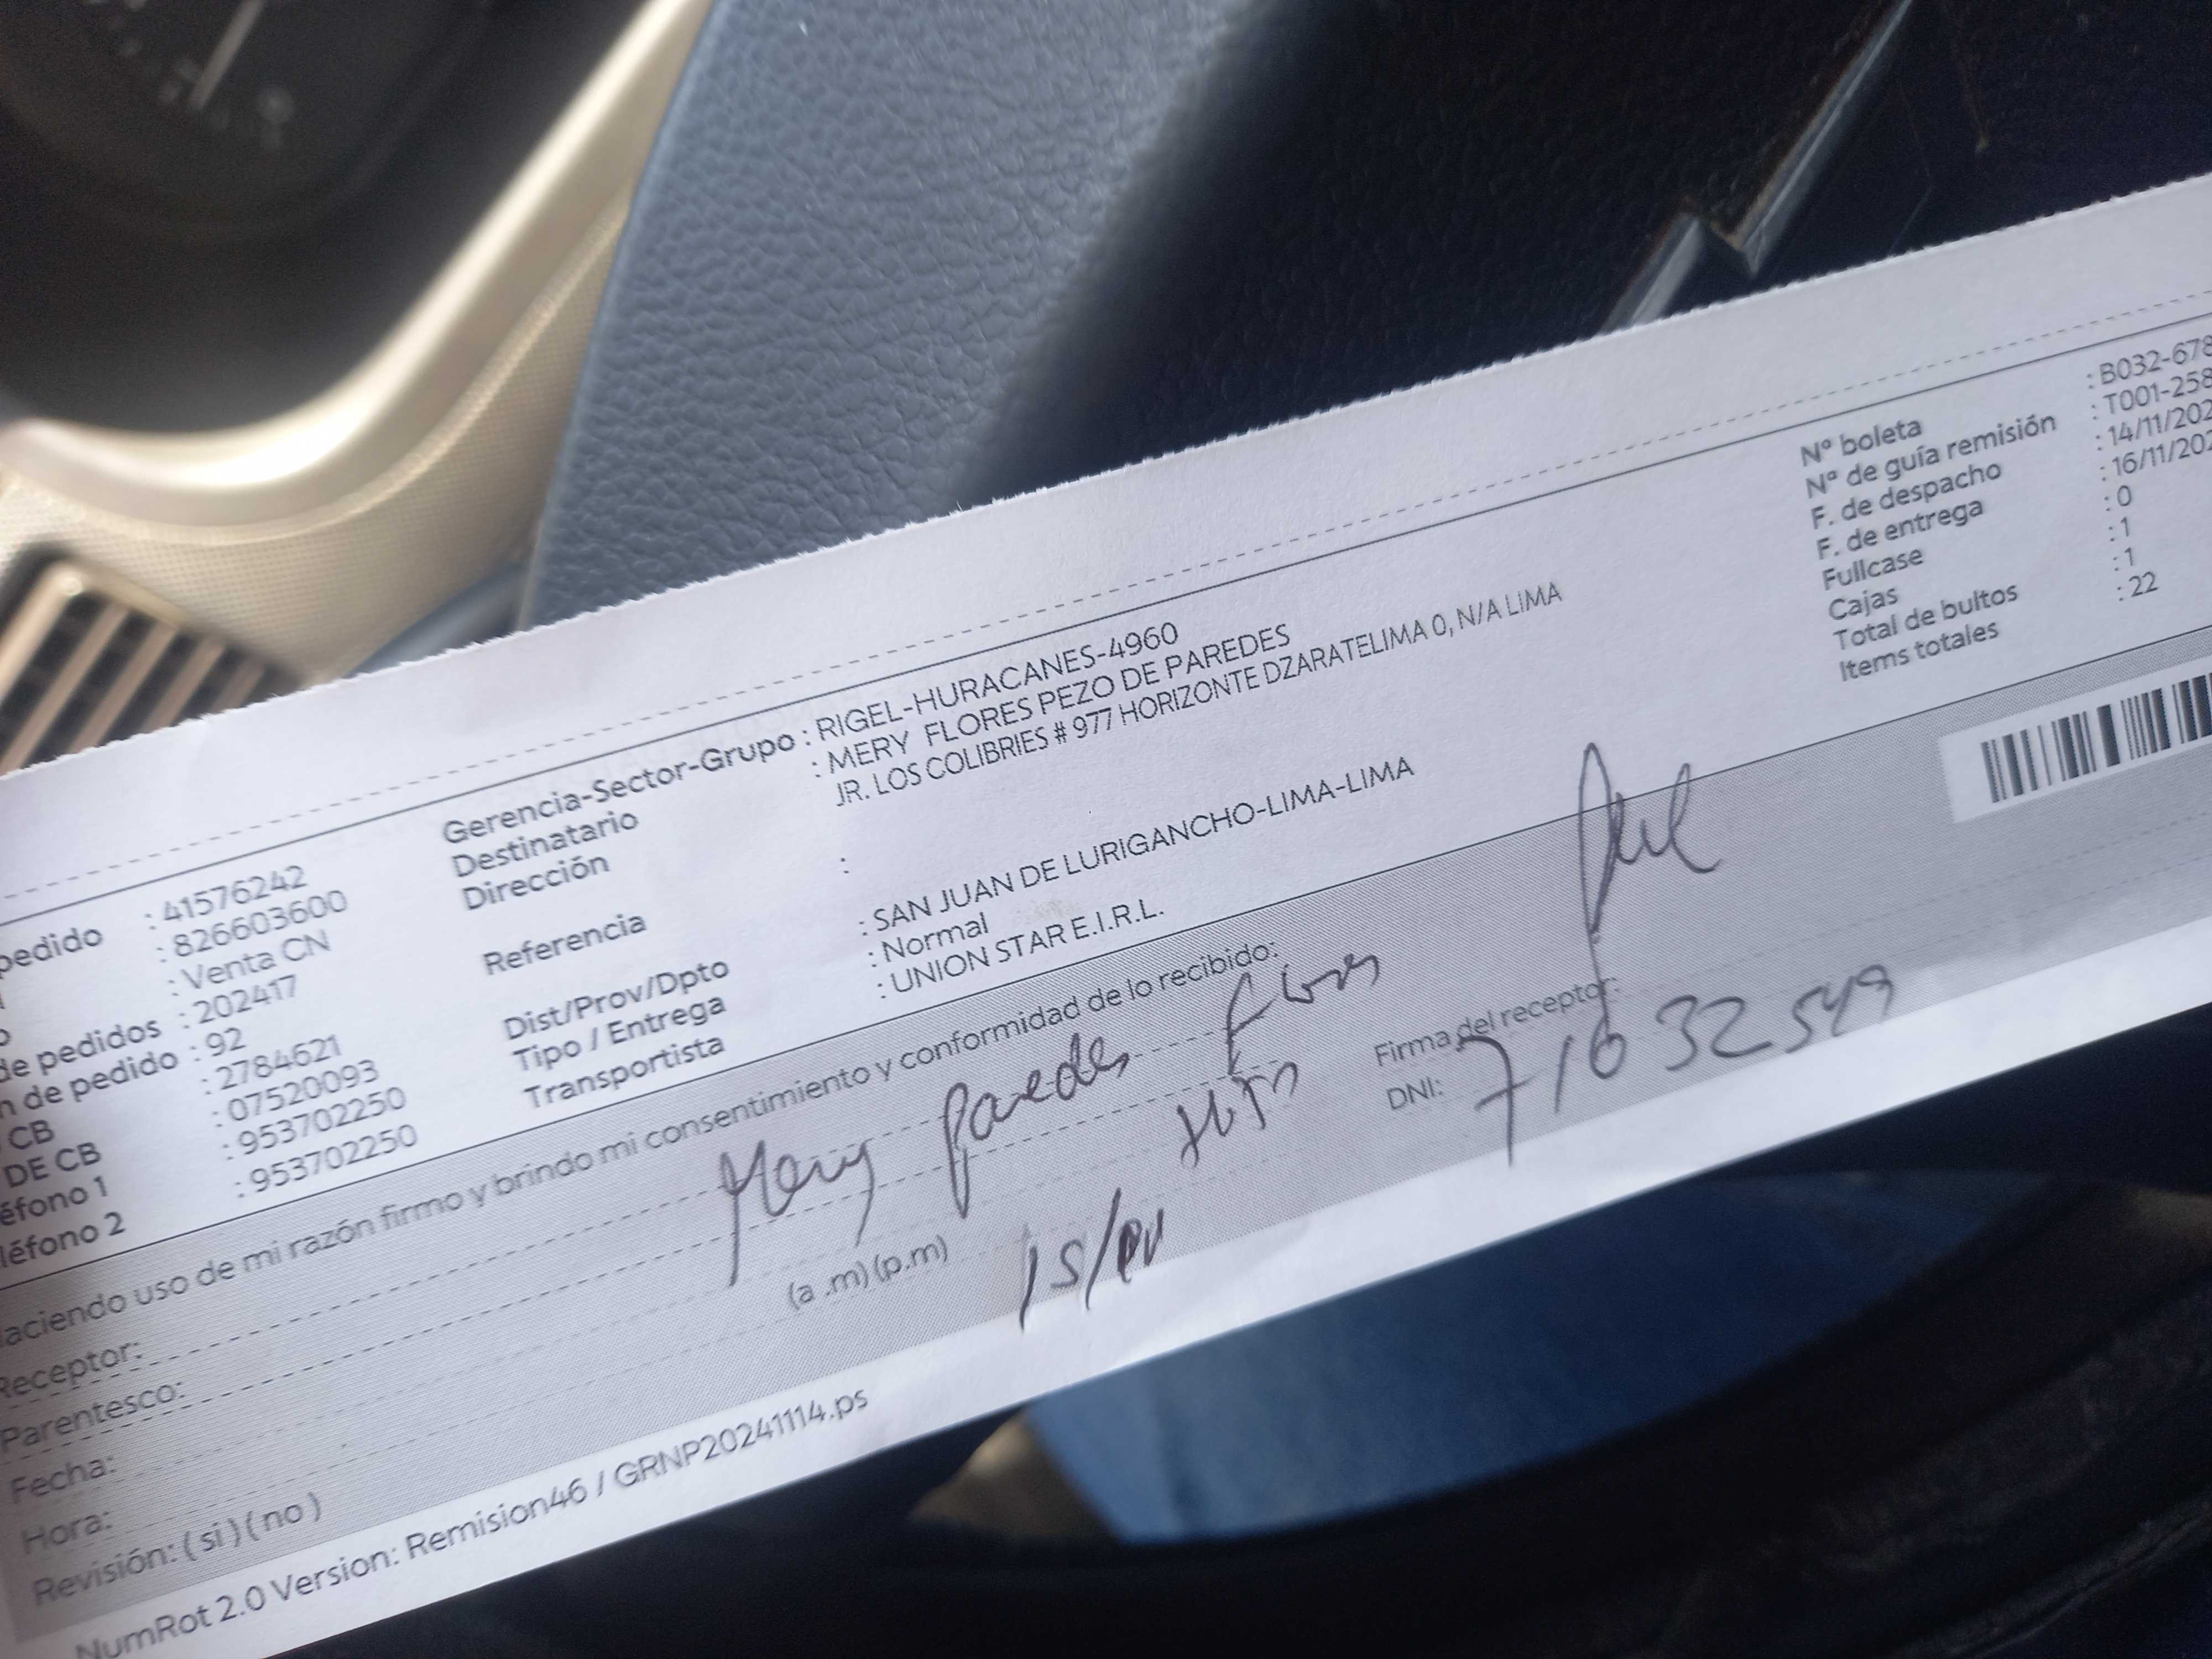 pedido : 41576242
: 826603600
: Venta CN
de pedidos : 202417
n de pedido : 92
CB : 2784621
DE CB : 07520093
éfono 1 : 953702250
léfono 2 : 953702250
Gerencia-Sector-Grupo : RIGEL-HURACANES-4960
Destinatario : MERY FLORES PEZO DE PAREDES
Dirección JR. LOS COLIBRIES # 977 HORIZONTE DZARATELIMA 0, N/A LIMA
Referencia :
Dist/Prov/Dpto : SAN JUAN DE LURIGANCHO-LIMA-LIMA
Tipo / Entrega : Normal
Transportista : UNION STAR E.I.R.L.
Nº boleta : B032-678
Nº de guía remisión : T001-258
F. de despacho : 14/11/202
F. de entrega : 16/11/202
Fullcase : 0
Cajas : 1
Total de bultos : 1
Items totales : 22
Haciendo uso de mi razón firmo y brindo mi consentimiento y conformidad de lo recibido:
Receptor: Mery Paredes Flores
Parentesco:
Fecha:
Hora: (a .m) (p.m)
Revisión: ( si ) ( no )
Firma del receptor:
DNI: 71632549
NumRot 2.0 Version: Remision46 / GRNP20241114.ps